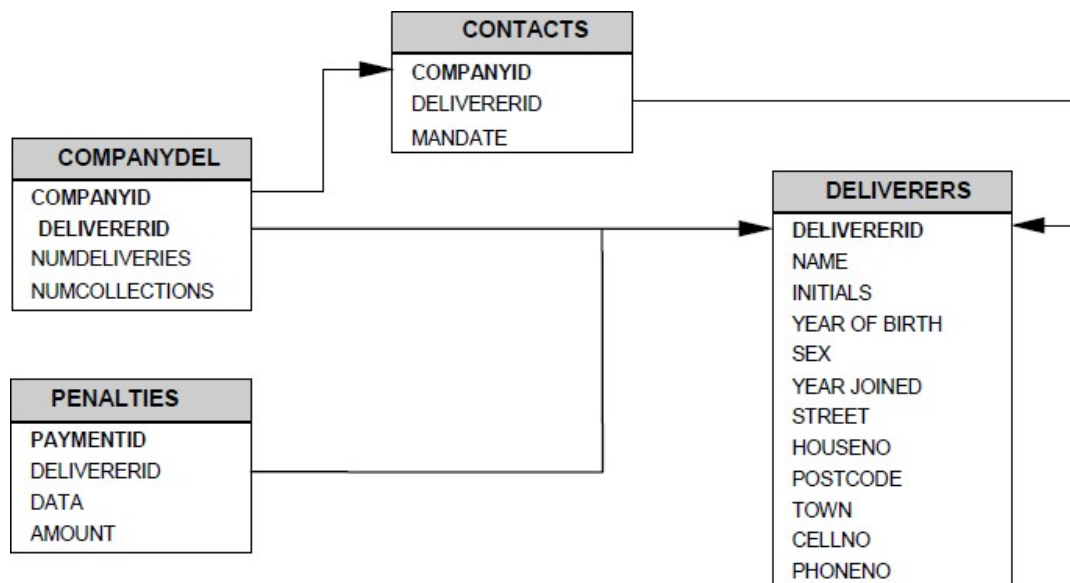 CONTACTS
COMPANYID
DELIVERERID
MANDATE
COMPANYDEL
COMPANYID
DELIVERERID
NUMDELIVERIES
NUMCOLLECTIONS
DELIVERERS
DELIVERERID
NAME
INITIALS
YEAR OF BIRTH
SEX
YEAR JOINED
STREET
HOUSENO
POSTCODE
TOWN
CELLNO
PHONENO
PENALTIES
PAYMENTID
DELIVERERID
DATA
AMOUNT